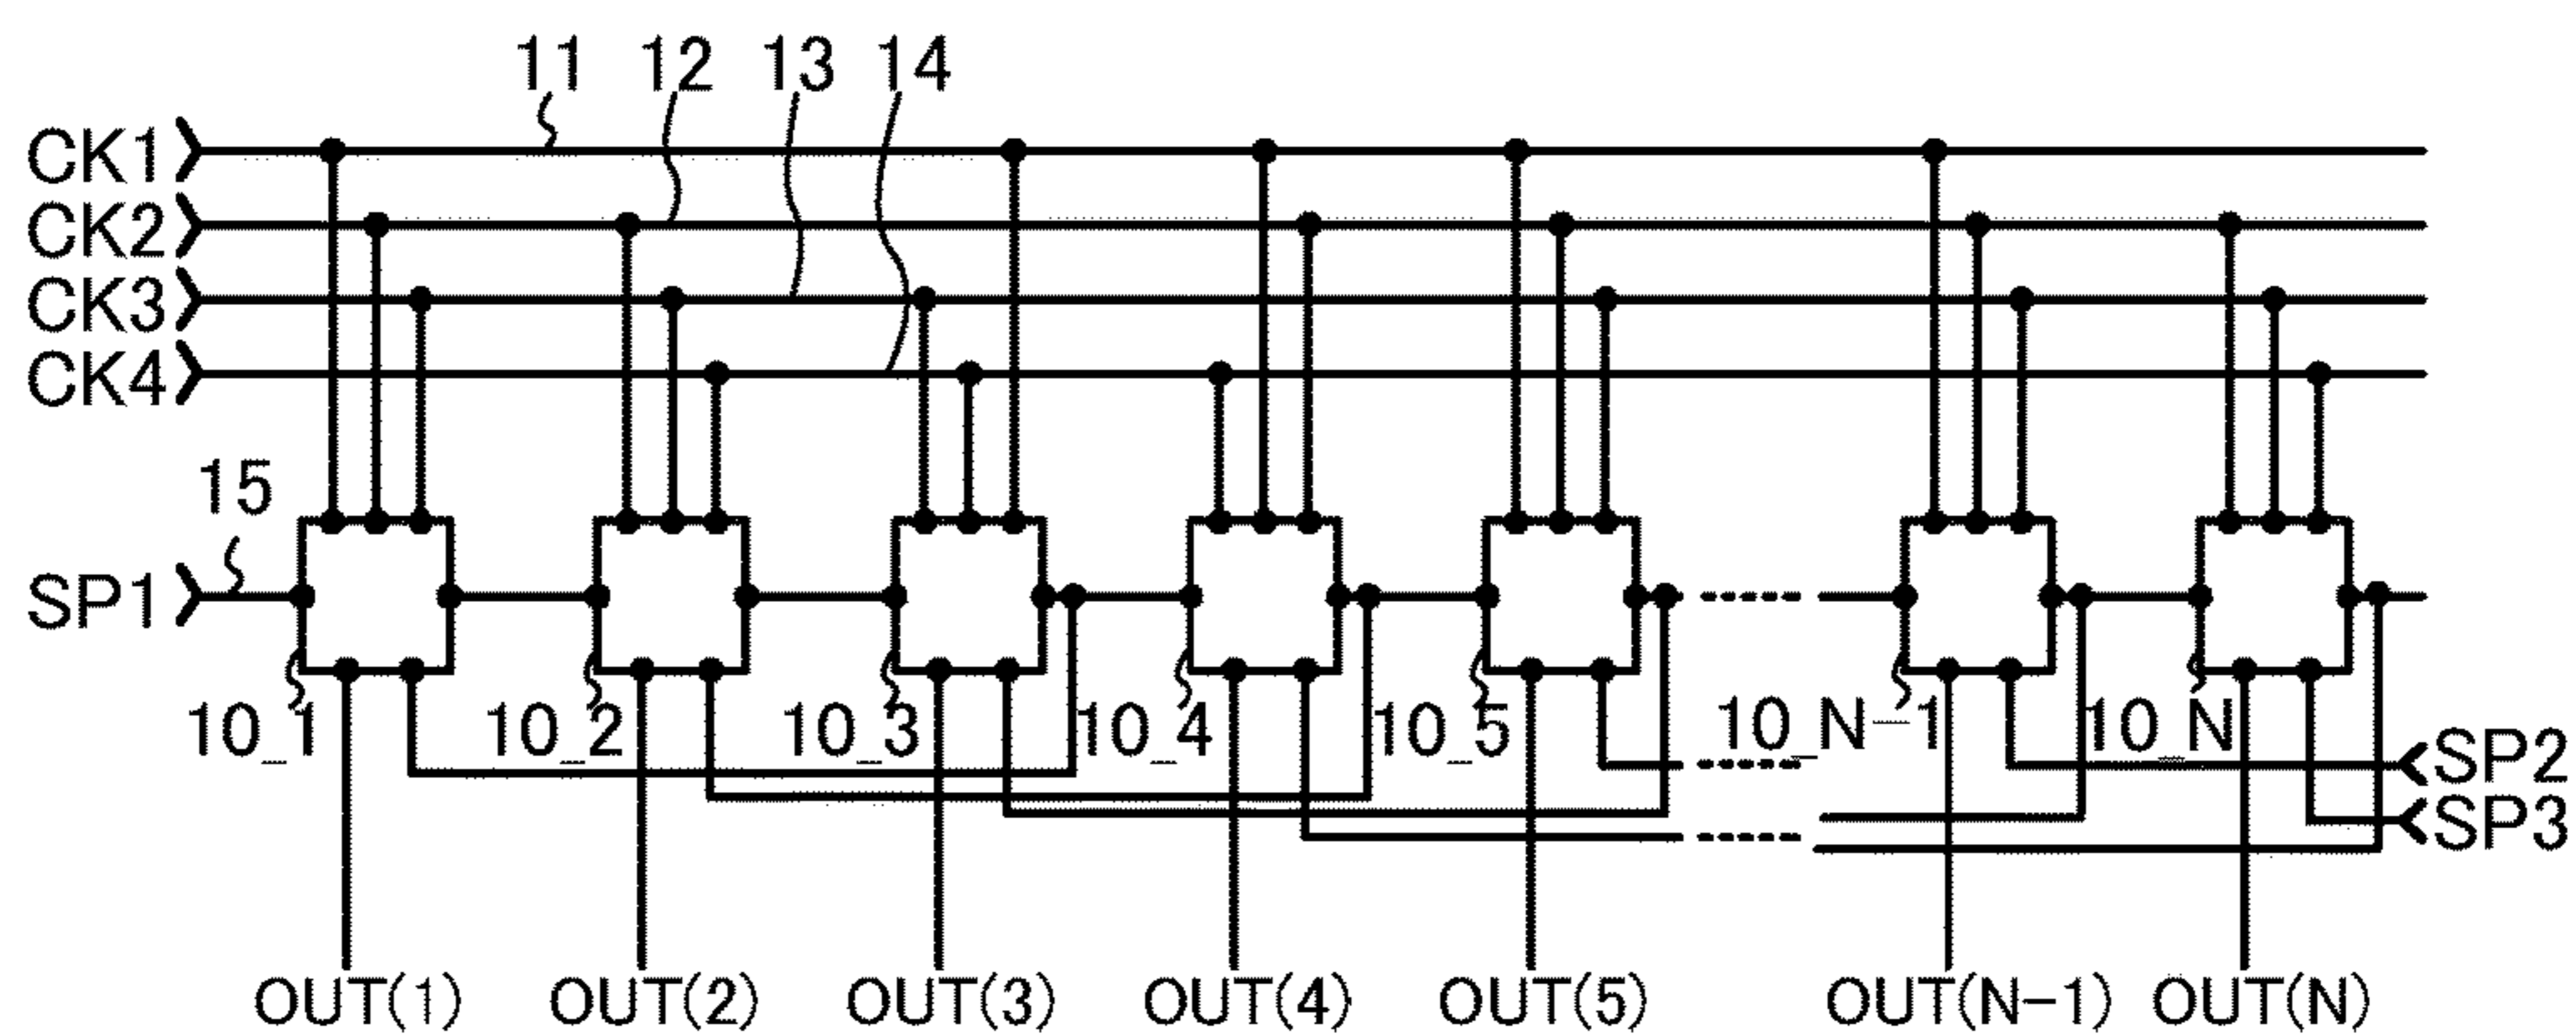 11 12 13 14
CK1
CK2
CK3
CK4
15
SP1
10_1 10_2 10_3 10_4 10_5 10_N-1 10_N
SP2
SP3
OUT(1) OUT(2) OUT(3) OUT(4) OUT(5) OUT(N-1) OUT(N)